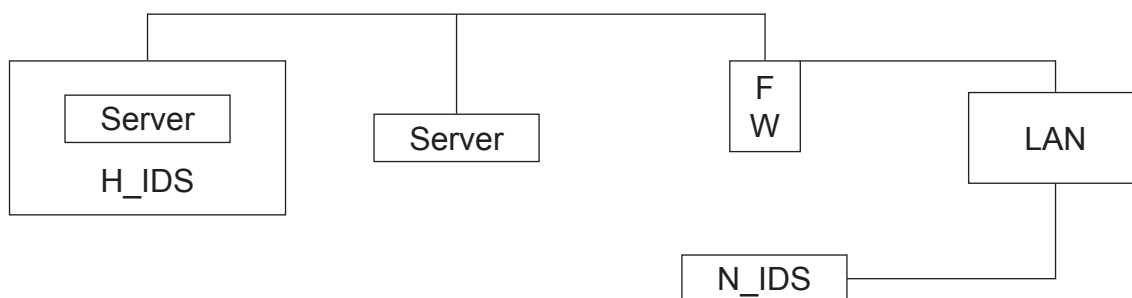 Server
H_IDS
Server
F
W
LAN
N_IDS